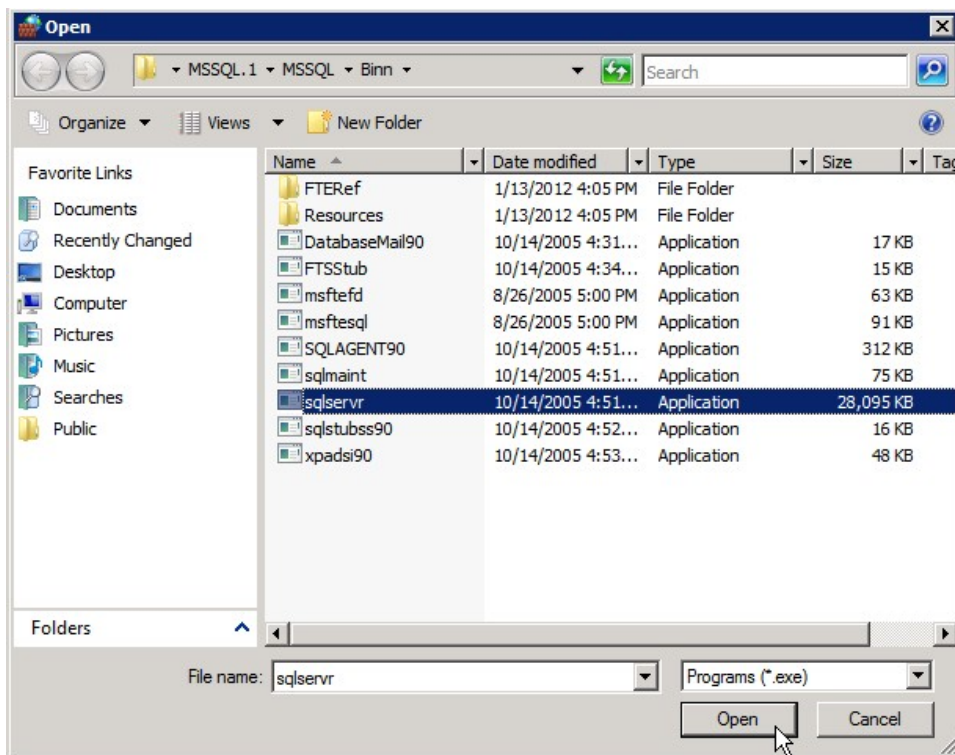 Open
MSSQL.1 MSSQL Binn Search
Organize Views New Folder
Favorite Links
Documents
Recently Changed
Desktop
Computer
Pictures
Music
Searches
Public
Folders
Name Date modified Type Size Tag
FTERef 1/13/2012 4:05 PM File Folder
Resources 1/13/2012 4:05 PM File Folder
DatabaseMail90 10/14/2005 4:31... Application 17 KB
FTSStub 10/14/2005 4:34... Application 15 KB
msftefd 8/26/2005 5:00 PM Application 63 KB
msftesql 8/26/2005 5:00 PM Application 91 KB
SQLAGENT90 10/14/2005 4:51... Application 312 KB
sqlmaint 10/14/2005 4:51... Application 75 KB
sqlservr 10/14/2005 4:51... Application 28,095 KB
sqlstubss90 10/14/2005 4:52... Application 16 KB
xpadsi90 10/14/2005 4:53... Application 48 KB
File name: sqlservr Programs (*.exe)
Open Cancel